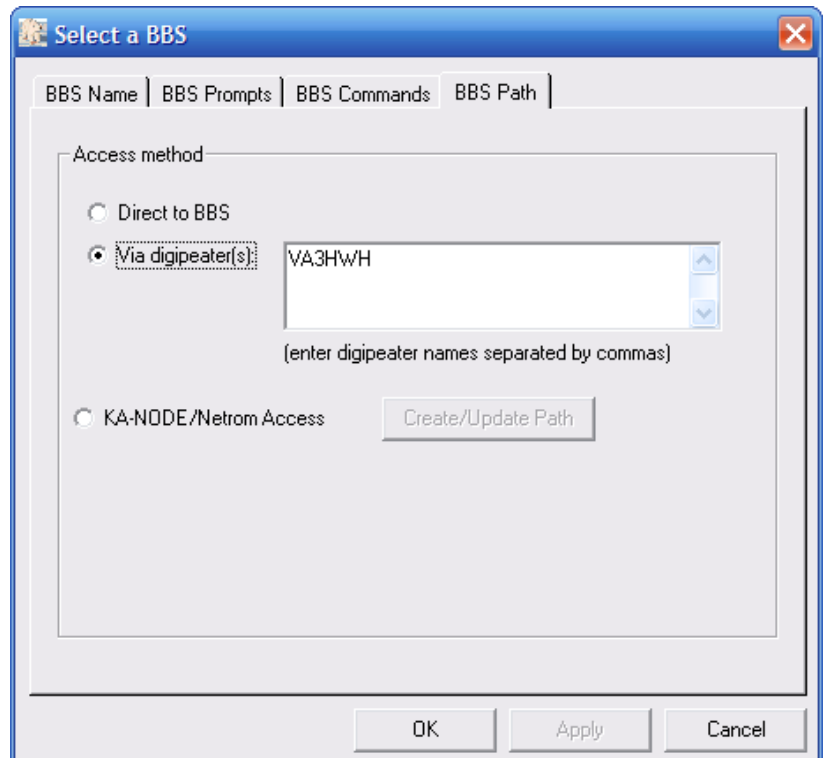 Select a BBS
BBS Name BBS Prompts BBS Commands BBS Path
Access method
Direct to BBS
Via digipeater(s): VA3HWH
(enter digipeater names separated by commas)
KA-NODE/Netrom Access Create/Update Path
OK Apply Cancel